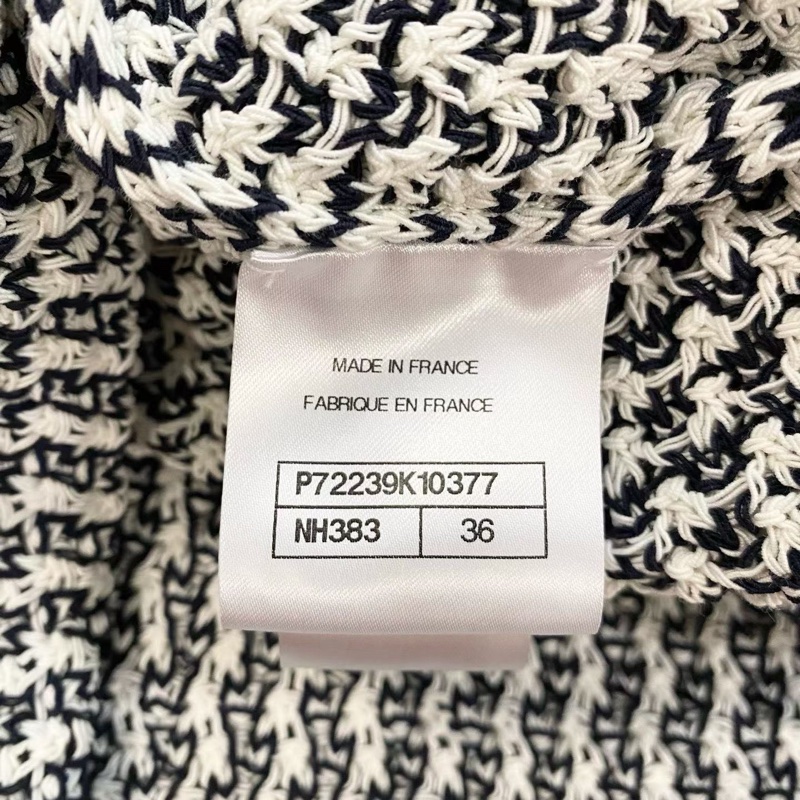 MADE IN FRANCE
FABRIQUE EN FRANCE
P72239K10377
NH383 36